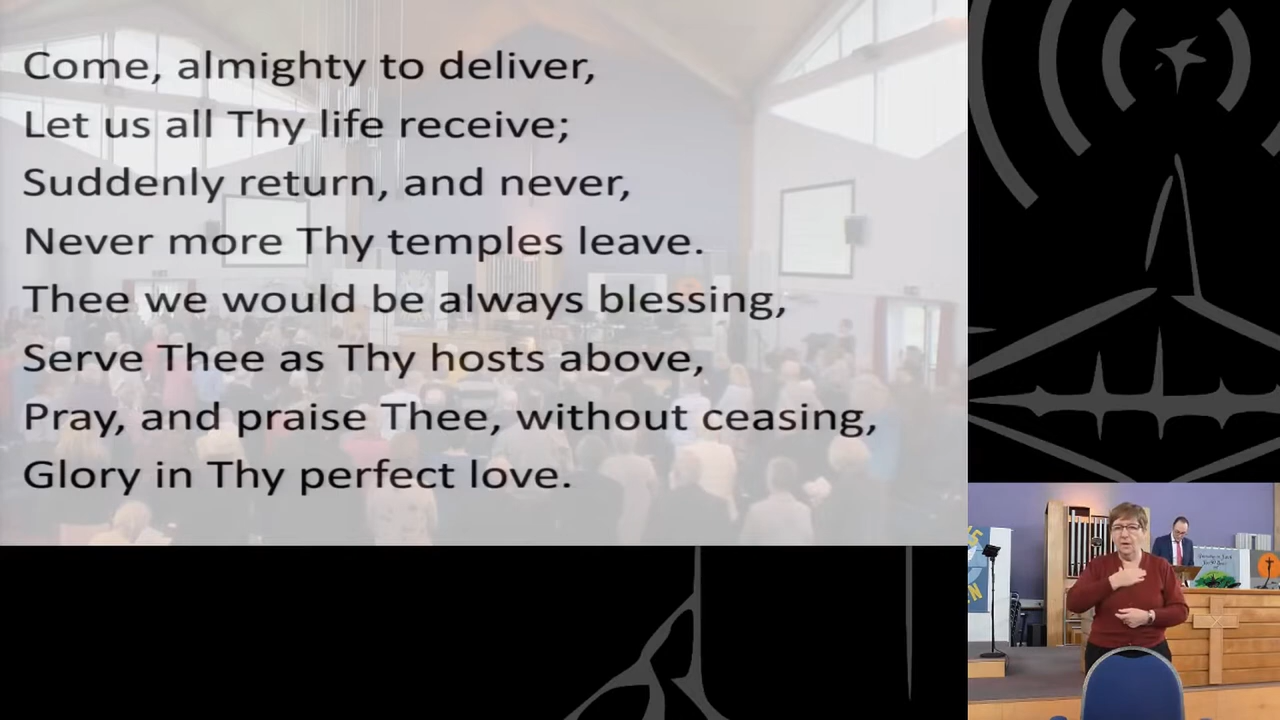 Come, almighty to deliver,
Let us all Thy life receive;
Suddenly return, and never,
Never more Thy temples leave.
Thee we would be always blessing,
Serve Thee as Thy hosts above,
Pray, and praise Thee, without ceasing,
Glory in Thy perfect love.